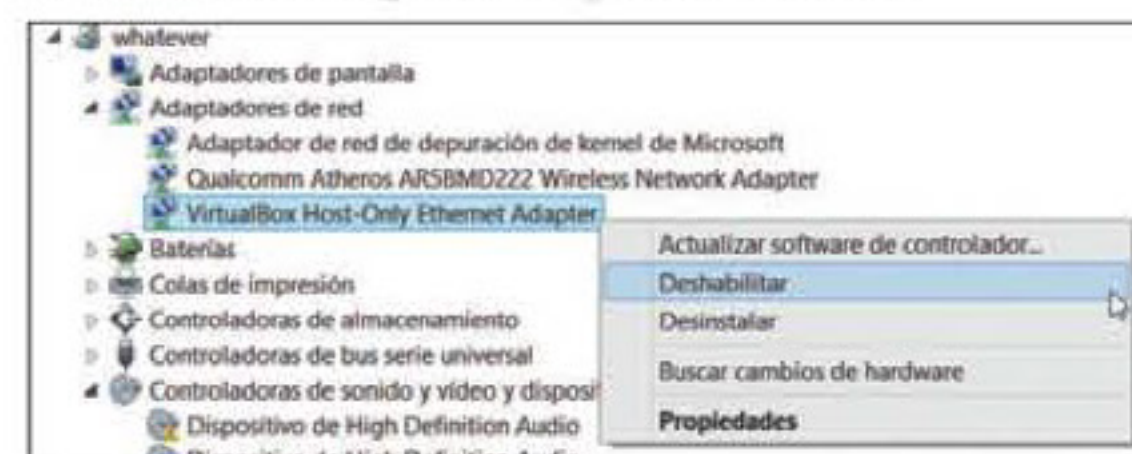 whatever
Adaptadores de pantalla
Adaptadores de red
Adaptador de red de depuración de kernel de Microsoft
Qualcomm Atheros AR5BMD222 Wireless Network Adapter
VirtualBox Host-Only Ethernet Adapter
Baterías
Colas de impresión
Controladoras de almacenamiento
Controladoras de bus serie universal
Controladoras de sonido y vídeo y disposi
Dispositivo de High Definition Audio
Actualizar software de controlador...
Deshabilitar
Desinstalar
Buscar cambios de hardware
Propiedades